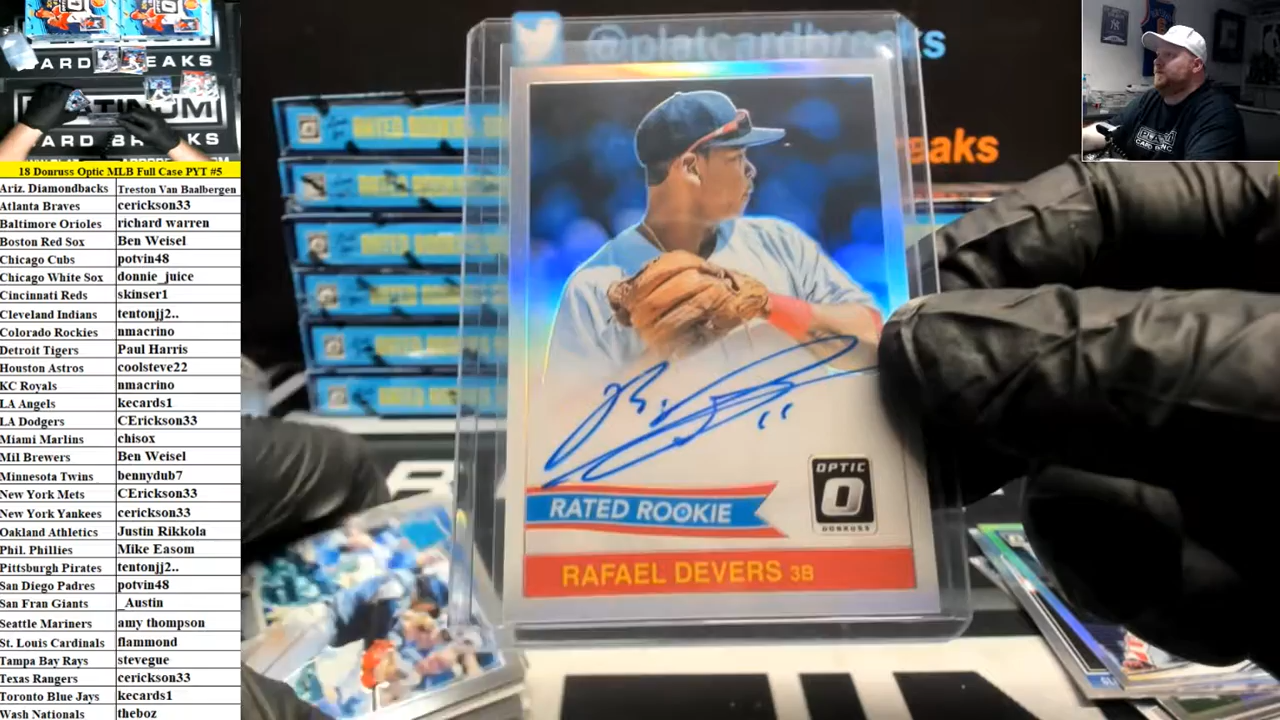 @platcardbreaks
CARD BREAKS
PLATINUM
CARD BREAKS
18 Donruss Optic MLB Full Case PYT #5
Ariz. Diamondbacks Treston Van Baalbergen
Atlanta Braves cerickson33
Baltimore Orioles richard warren
Boston Red Sox Ben Weisel
Chicago Cubs potvin48
Chicago White Sox donnie_juice
Cincinnati Reds skinser1
Cleveland Indians tentonjj2..
Colorado Rockies nmacrino
Detroit Tigers Paul Harris
Houston Astros coolsteve22
KC Royals nmacrino
LA Angels kecards1
LA Dodgers CErickson33
Miami Marlins chisox
Mil Brewers Ben Weisel
Minnesota Twins bennydub7
New York Mets CErickson33
New York Yankees cerickson33
Oakland Athletics Justin Rikkola
Phil. Phillies Mike Easom
Pittsburgh Pirates tentonjj2..
San Diego Padres potvin48
San Fran Giants _Austin
Seattle Mariners amy thompson
St. Louis Cardinals flammond
Tampa Bay Rays stevegue
Texas Rangers cerickson33
Toronto Blue Jays kecards1
Wash Nationals theboz
eaks
OPTIC
O
DONRUSS
RATED ROOKIE
RAFAEL DEVERS 3B